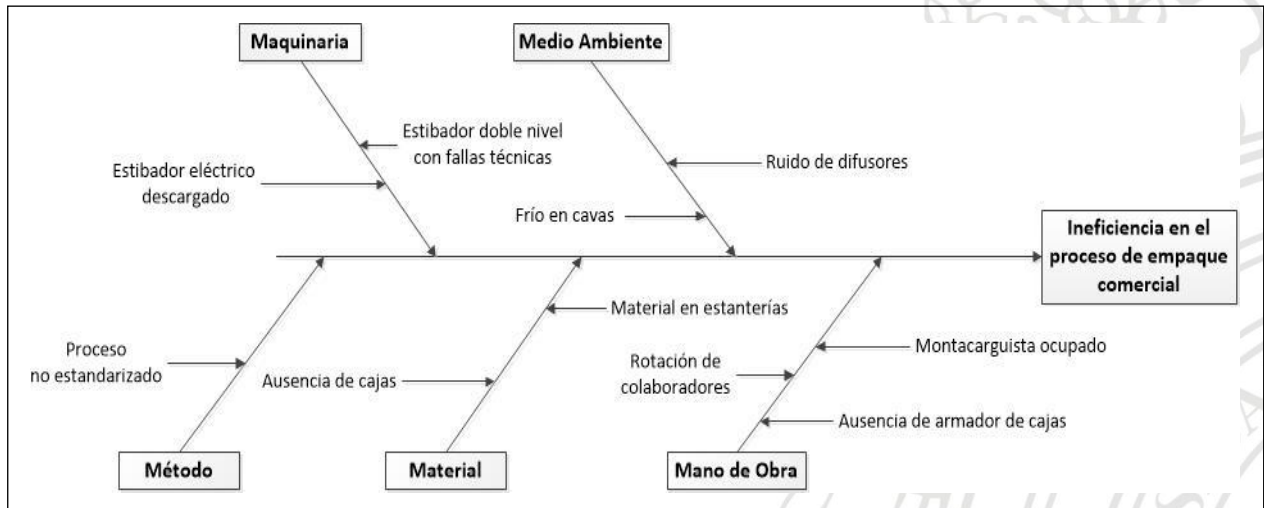 Maquinaria
Medio Ambiente
Estibador doble nivel
con fallas técnicas
Estibador eléctrico
descargado
Ruido de difusores
Frío en cavas
Ineficiencia en el
proceso de empaque
comercial
Material en estanterías
Proceso
no estandarizado
Ausencia de cajas
Rotación de
colaboradores
Montacarguista ocupado
Ausencia de armador de cajas
Método
Material
Mano de Obra